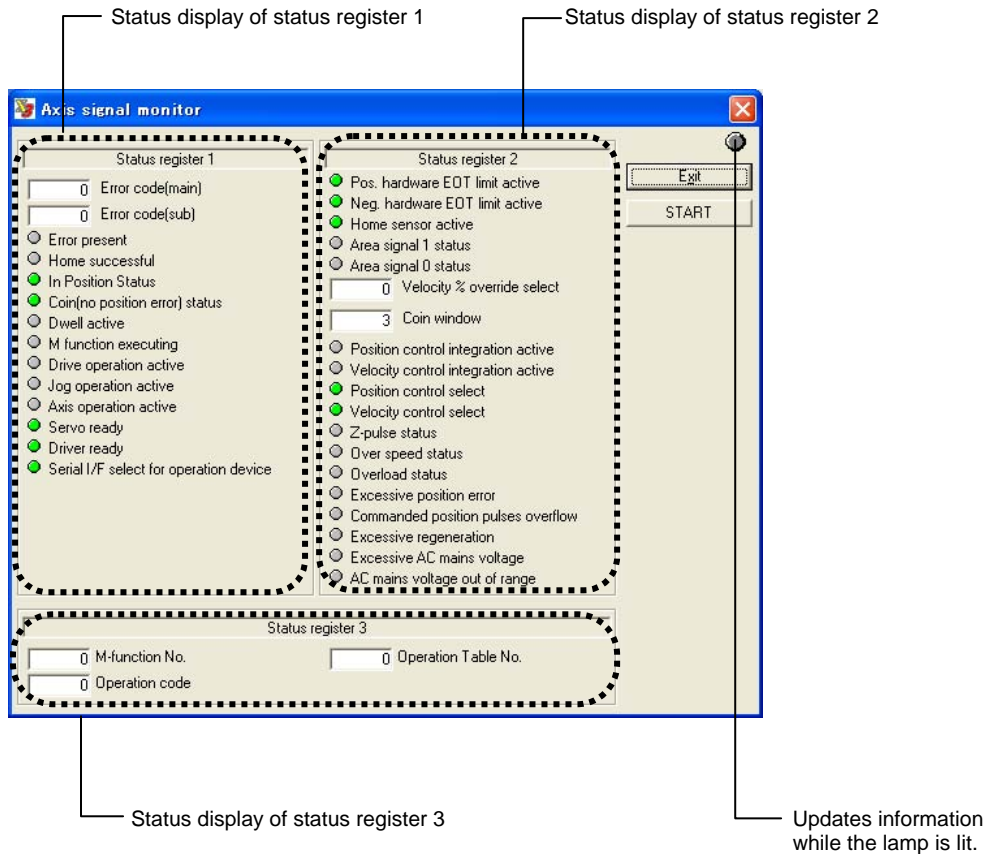 Status display of status register 1
Status display of status register 2
Axis signal monitor
Status register 1
0 Error code(main)
0 Error code(sub)
Error present
Home successful
In Position Status
Coin(no position error) status
Dwell active
M function executing
Drive operation active
Jog operation active
Axis operation active
Servo ready
Driver ready
Serial I/F select for operation device
Status register 2
Pos. hardware EOT limit active
Neg. hardware EOT limit active
Home sensor active
Area signal 1 status
Area signal 0 status
0 Velocity % override select
3 Coin window
Position control integration active
Velocity control integration active
Position control select
Velocity control select
Z-pulse status
Over speed status
Overload status
Excessive position error
Commanded position pulses overflow
Excessive regeneration
Excessive AC mains voltage
AC mains voltage out of range
Exit
START
Status register 3
0 M-function No.
0 Operation Table No.
0 Operation code
Status display of status register 3
Updates information
while the lamp is lit.